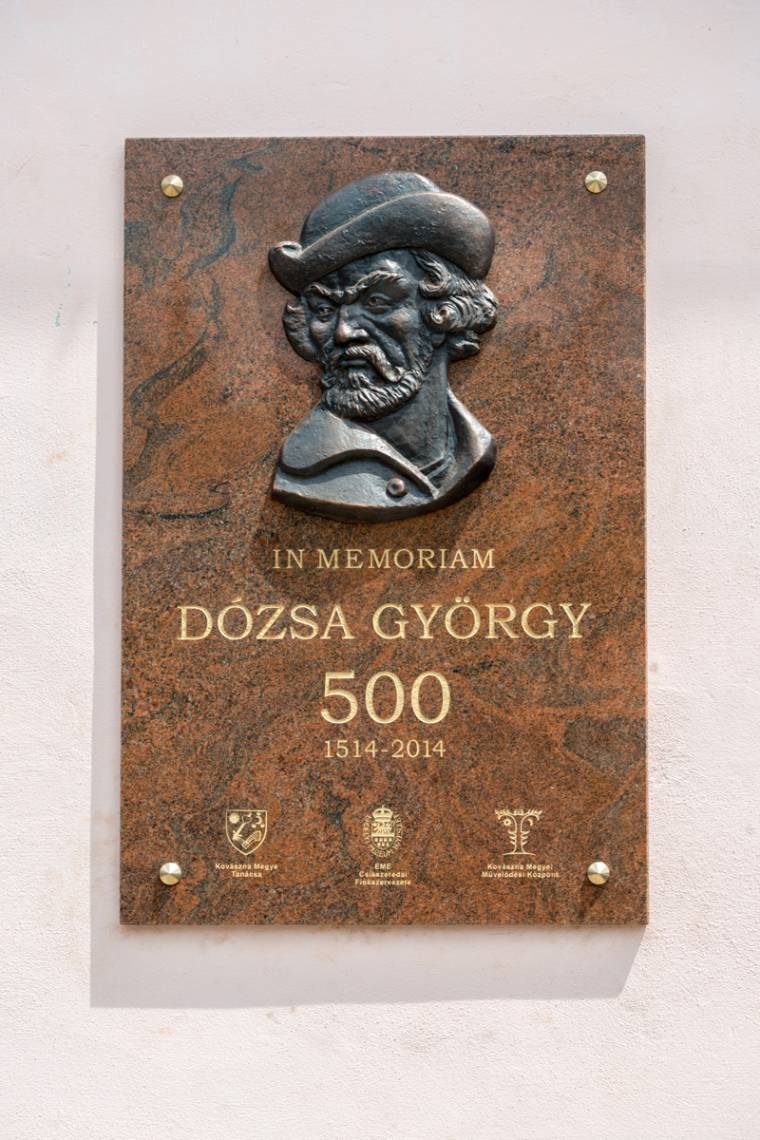 IN MEMORIAM
DÓZSA GYÖRGY
500
1514-2014
Kovászna Megye
Tanácsa
EME
Csíkszeredai
Fiókszervezete
Kovászna Megyei
Művelődési Központ